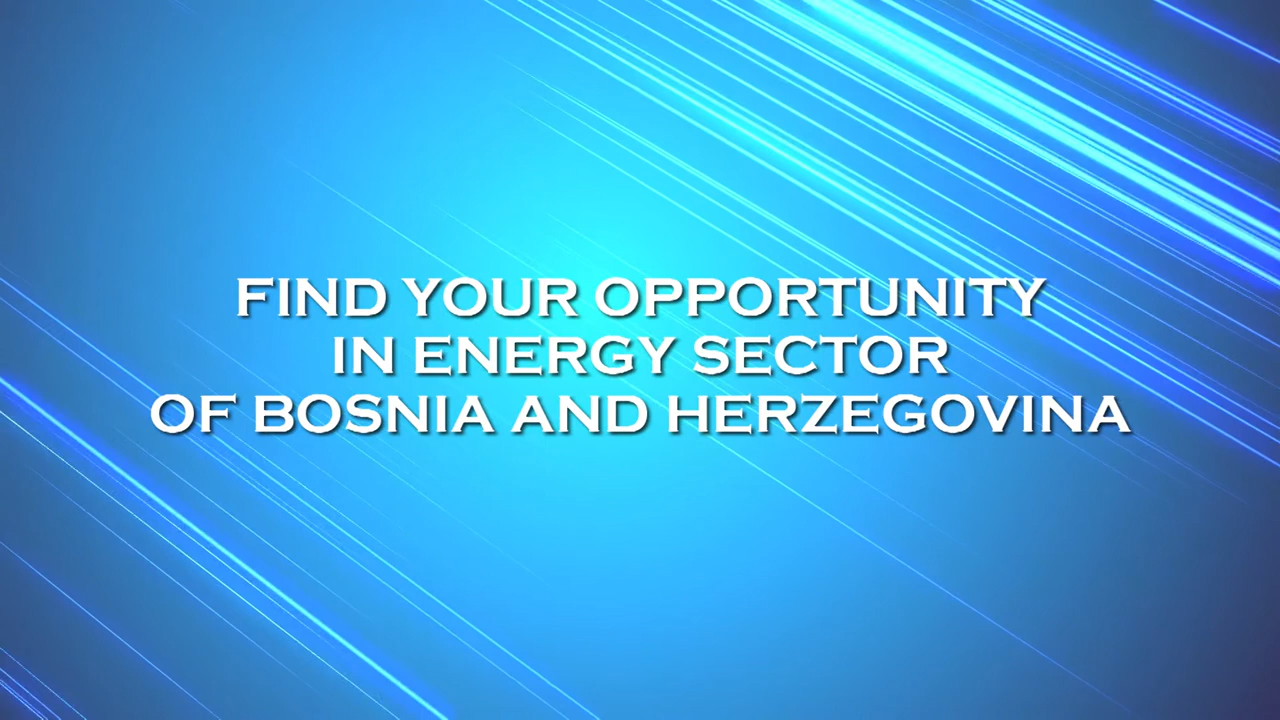 FIND YOUR OPPORTUNITY
IN ENERGY SECTOR
OF BOSNIA AND HERZEGOVINA